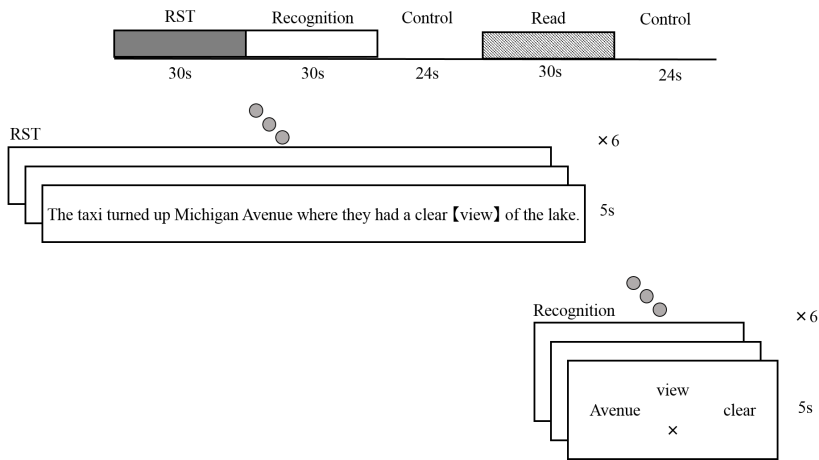 RST Recognition Control Read Control
30s 30s 24s 30s 24s
RST
×6
The taxi turned up Michigan Avenue where they had a clear【view】of the lake.
5s
Recognition
×6
view
Avenue clear
×
5s